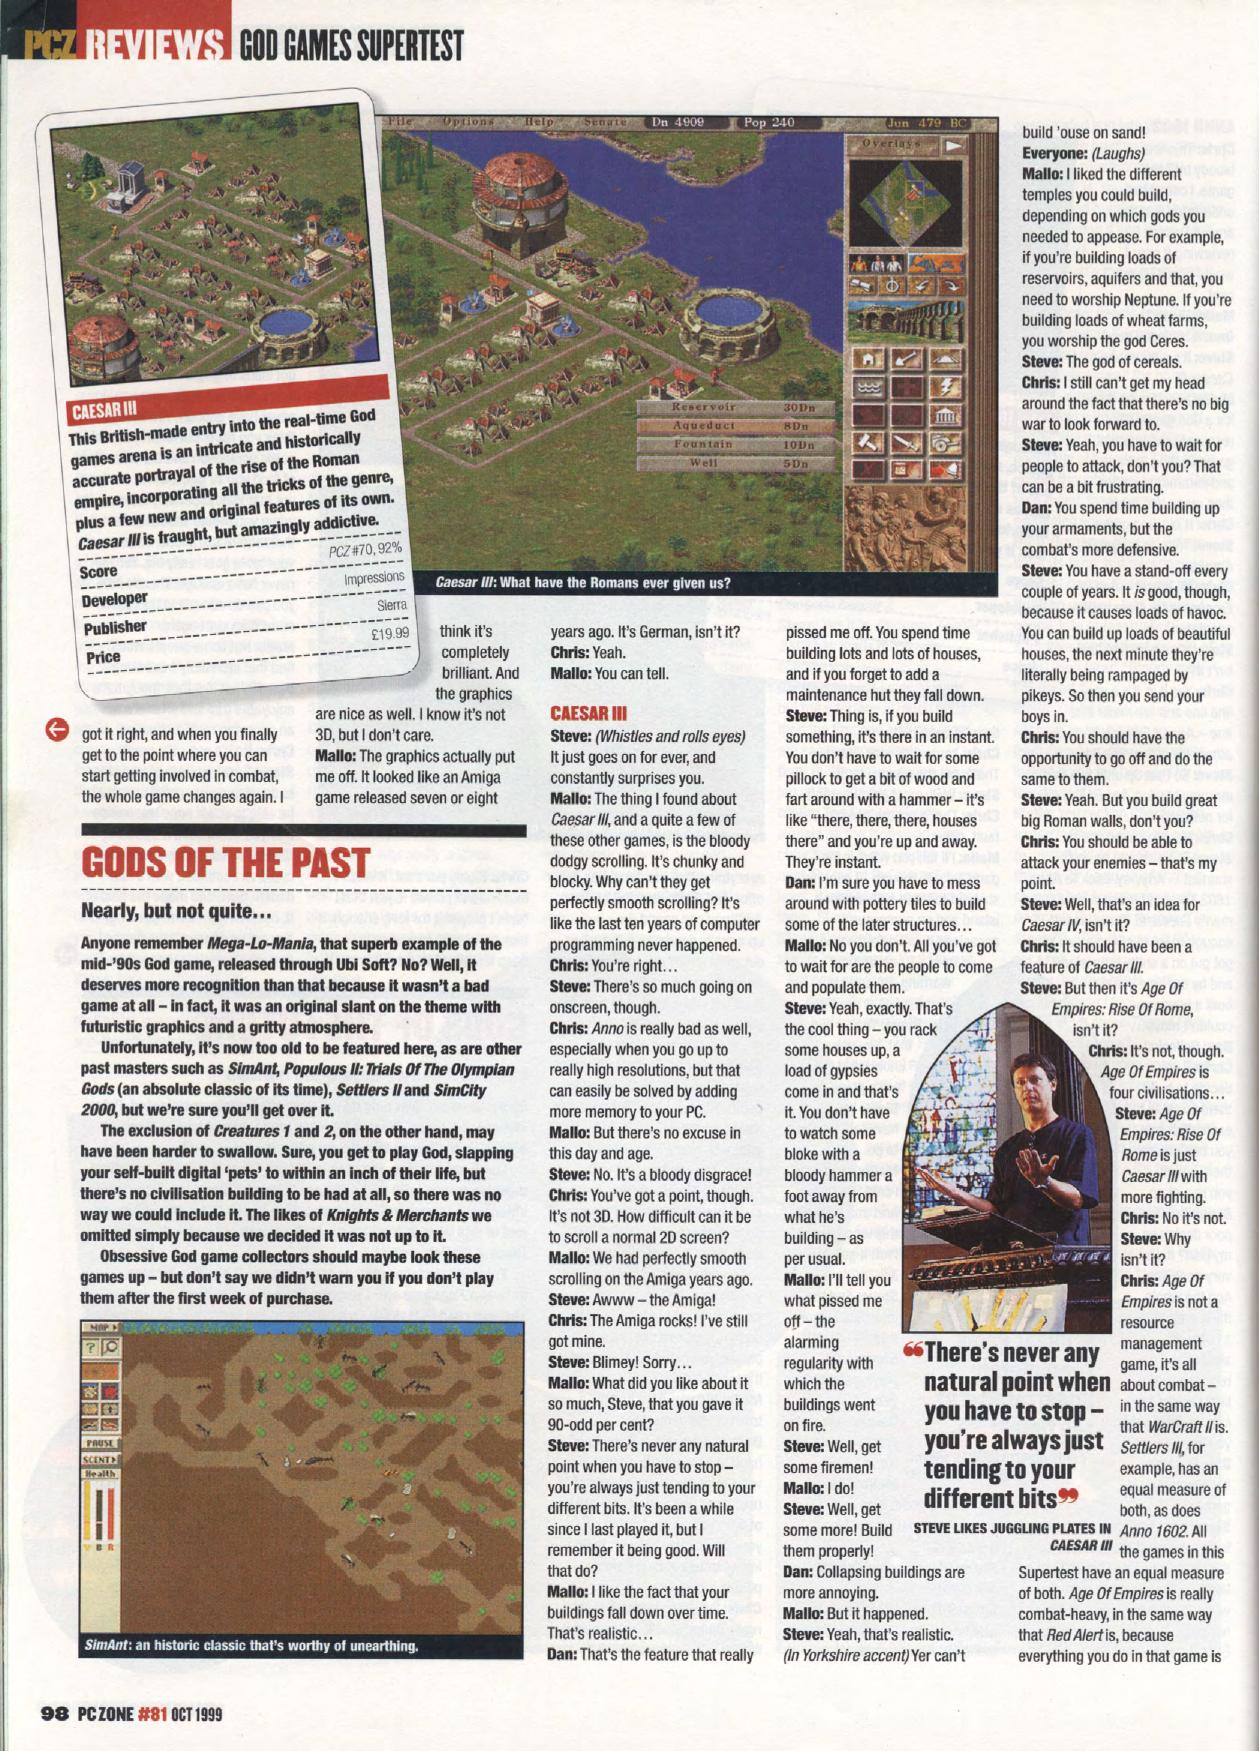 PCZ REVIEWS GOD GAMES SUPERTEST
CAESAR III
This British-made entry into the real-time God
games arena is an intricate and historically
accurate portrayal of the rise of the Roman
empire, incorporating all the tricks of the genre,
plus a few new and original features of its own.
Caesar III is fraught, but amazingly addictive.
Score PCZ #70, 92%
Developer Impressions
Publisher Sierra
Price £19.99
File Options Help Senate Dn 4909 Pop 240 Jun 479 BC
Overlays
Reservoir 30Dn
Aqueduct 8Dn
Fountain 10Dn
Well 5Dn
Caesar III: What have the Romans ever given us?
got it right, and when you finally
get to the point where you can
start getting involved in combat,
the whole game changes again. I
think it's
completely
brilliant. And
the graphics
are nice as well. I know it's not
3D, but I don't care.
Mallo: The graphics actually put
me off. It looked like an Amiga
game released seven or eight
years ago. It's German, isn't it?
Chris: Yeah.
Mallo: You can tell.
CAESAR III
Steve: (Whistles and rolls eyes)
It just goes on for ever, and
constantly surprises you.
Mallo: The thing I found about
Caesar III, and a quite a few of
these other games, is the bloody
dodgy scrolling. It's chunky and
blocky. Why can't they get
perfectly smooth scrolling? It's
like the last ten years of computer
programming never happened.
Chris: You're right...
Steve: There's so much going on
onscreen, though.
Chris: Anno is really bad as well,
especially when you go up to
really high resolutions, but that
can easily be solved by adding
more memory to your PC.
Mallo: But there's no excuse in
this day and age.
Steve: No. It's a bloody disgrace!
Chris: You've got a point, though.
It's not 3D. How difficult can it be
to scroll a normal 2D screen?
Mallo: We had perfectly smooth
scrolling on the Amiga years ago.
Steve: Awww – the Amiga!
Chris: The Amiga rocks! I've still
got mine.
Steve: Blimey! Sorry...
Mallo: What did you like about it
so much, Steve, that you gave it
90-odd per cent?
Steve: There's never any natural
point when you have to stop –
you're always just tending to your
different bits. It's been a while
since I last played it, but I
remember it being good. Will
that do?
Mallo: I like the fact that your
buildings fall down over time.
That's realistic...
Dan: That's the feature that really
pissed me off. You spend time
building lots and lots of houses,
and if you forget to add a
maintenance hut they fall down.
Steve: Thing is, if you build
something, it's there in an instant.
You don't have to wait for some
pillock to get a bit of wood and
fart around with a hammer – it's
like "there, there, there, houses
there" and you're up and away.
They're instant.
Dan: I'm sure you have to mess
around with pottery tiles to build
some of the later structures...
Mallo: No you don't. All you've got
to wait for are the people to come
and populate them.
Steve: Yeah, exactly. That's
the cool thing – you rack
some houses up, a
load of gypsies
come in and that's
it. You don't have
to watch some
bloke with a
bloody hammer a
foot away from
what he's
building – as
per usual.
Mallo: I'll tell you
what pissed me
off – the
alarming
regularity with
which the
buildings went
on fire.
Steve: Well, get
some firemen!
Mallo: I do!
Steve: Well, get
some more! Build
them properly!
Dan: Collapsing buildings are
more annoying.
Mallo: But it happened.
Steve: Yeah, that's realistic.
(In Yorkshire accent) Yer can't
build 'ouse on sand!
Everyone: (Laughs)
Mallo: I liked the different
temples you could build,
depending on which gods you
needed to appease. For example,
if you're building loads of
reservoirs, aquifers and that, you
need to worship Neptune. If you're
building loads of wheat farms,
you worship the god Ceres.
Steve: The god of cereals.
Chris: I still can't get my head
around the fact that there's no big
war to look forward to.
Steve: Yeah, you have to wait for
people to attack, don't you? That
can be a bit frustrating.
Dan: You spend time building up
your armaments, but the
combat's more defensive.
Steve: You have a stand-off every
couple of years. It is good, though,
because it causes loads of havoc.
You can build up loads of beautiful
houses, the next minute they're
literally being rampaged by
pikeys. So then you send your
boys in.
Chris: You should have the
opportunity to go off and do the
same to them.
Steve: Yeah. But you build great
big Roman walls, don't you?
Chris: You should be able to
attack your enemies – that's my
point.
Steve: Well, that's an idea for
Caesar IV, isn't it?
Chris: It should have been a
feature of Caesar III.
Steve: But then it's Age Of
Empires: Rise Of Rome,
isn't it?
Chris: It's not, though.
Age Of Empires is
four civilisations...
Steve: Age Of
Empires: Rise Of
Rome is just
Caesar III with
more fighting.
Chris: No it's not.
Steve: Why
isn't it?
Chris: Age Of
Empires is not a
resource
management
game, it's all
about combat –
in the same way
that WarCraft II is.
Settlers III, for
example, has an
equal measure of
both, as does
Anno 1602. All
the games in this
Supertest have an equal measure
of both. Age Of Empires is really
combat-heavy, in the same way
that Red Alert is, because
everything you do in that game is
“There's never any
natural point when
you have to stop –
you're always just
tending to your
different bits”
STEVE LIKES JUGGLING PLATES IN
CAESAR III
GODS OF THE PAST
Nearly, but not quite...
Anyone remember Mega-Lo-Mania, that superb example of the
mid-'90s God game, released through Ubi Soft? No? Well, it
deserves more recognition than that because it wasn't a bad
game at all – in fact, it was an original slant on the theme with
futuristic graphics and a gritty atmosphere.
Unfortunately, it's now too old to be featured here, as are other
past masters such as SimAnt, Populous II: Trials Of The Olympian
Gods (an absolute classic of its time), Settlers II and SimCity
2000, but we're sure you'll get over it.
The exclusion of Creatures 1 and 2, on the other hand, may
have been harder to swallow. Sure, you get to play God, slapping
your self-built digital 'pets' to within an inch of their life, but
there's no civilisation building to be had at all, so there was no
way we could include it. The likes of Knights & Merchants we
omitted simply because we decided it was not up to it.
Obsessive God game collectors should maybe look these
games up – but don't say we didn't warn you if you don't play
them after the first week of purchase.
MAP
?
PAUSE
SCENT
Health
Y B R
SimAnt: an historic classic that's worthy of unearthing.
98 PC ZONE #81 OCT 1999